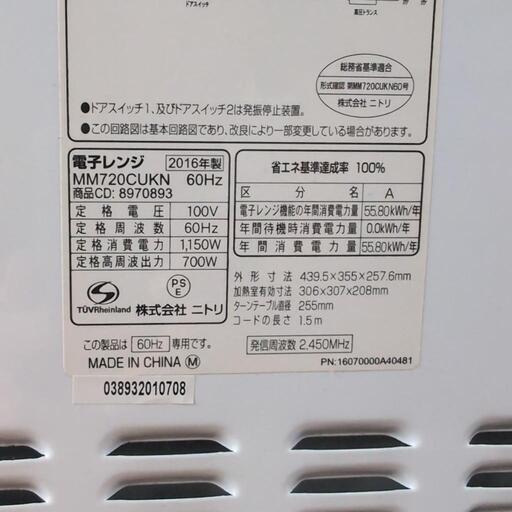 ドアスイッチ
高圧トランス
総務省基準適合
形式確認 第MM720CUKN60号
株式会社 ニトリ
●ドアスイッチ1、及びドアスイッチ2は発振停止装置。
●この回路図は基本回路であり、改良により一部変更している場合があります。
電子レンジ 2016年製
MM720CUKN 60Hz
商品CD: 8970893
定格電圧 100V
定格周波数 60Hz
定格消費電力 1,150W
定格高周波出力 700W
省エネ基準達成率 100%
区分名 A
電子レンジ機能の年間消費電力量 55.80kWh/年
年間待機時消費電力量 0.0kWh/年
年間消費電力量 55.80kWh/年
外形寸法 439.5×355×257.6mm
加熱室有効寸法 306×307×208mm
ターンテーブル直径 255mm
コードの長さ 1.5m
TÜVRheinland
PSE
株式会社 ニトリ
この製品は 60Hz 専用です。
発信周波数 2,450MHz
MADE IN CHINA Ⓜ
PN:16070000A40481
038932010708